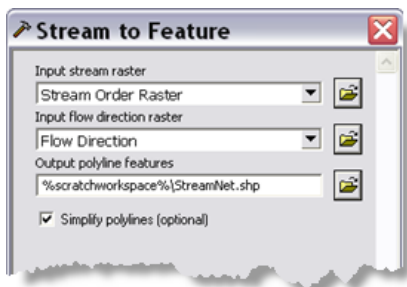 Stream to Feature
Input stream raster
Stream Order Raster
Input flow direction raster
Flow Direction
Output polyline features
%scratchworkspace%\StreamNet.shp
Simplify polylines (optional)